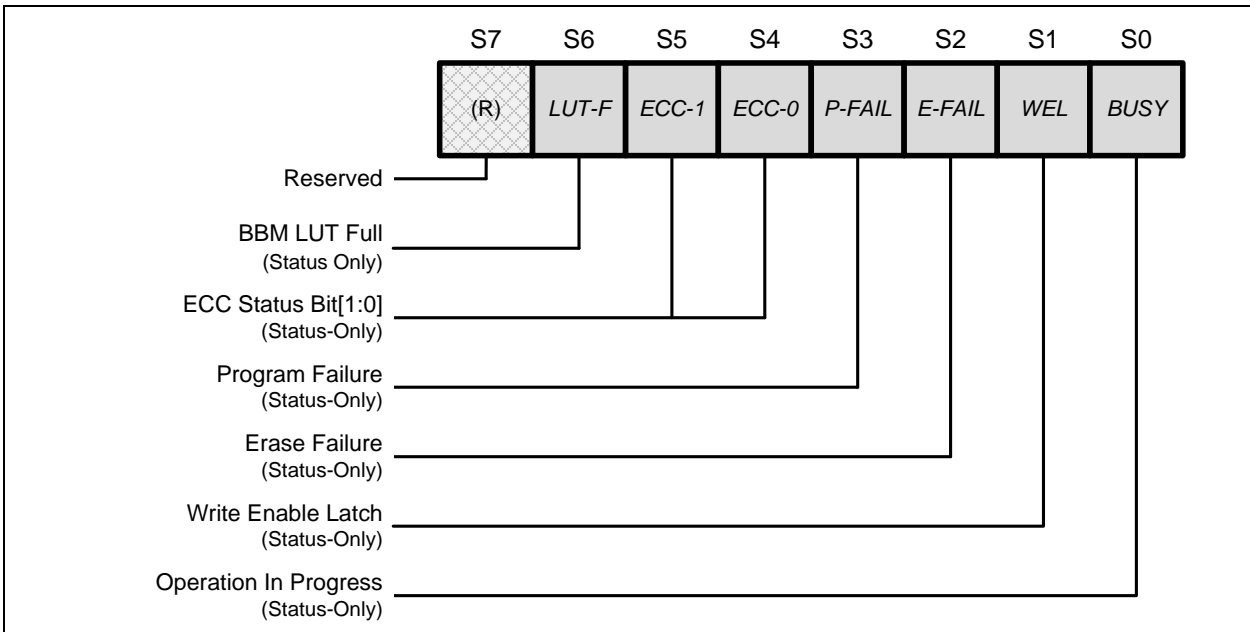 S7 S6 S5 S4 S3 S2 S1 S0
(R) LUT-F ECC-1 ECC-0 P-FAIL E-FAIL WEL BUSY
Reserved
BBM LUT Full
(Status Only)
ECC Status Bit[1:0]
(Status-Only)
Program Failure
(Status-Only)
Erase Failure
(Status-Only)
Write Enable Latch
(Status-Only)
Operation In Progress
(Status-Only)